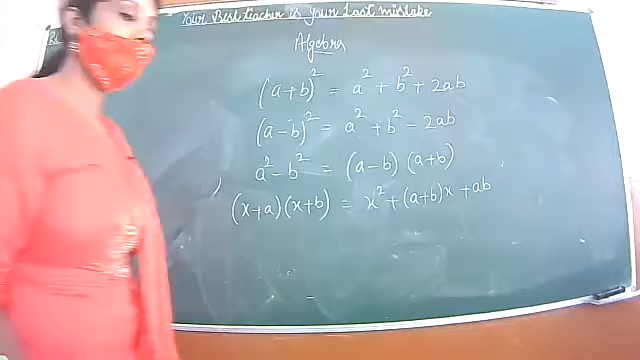 Your Best teacher is Your Last mistake
Algebra
(a+b)² = a² + b² + 2ab
(a-b)² = a² + b² - 2ab
a² - b² = (a-b) (a+b)
(x+a)(x+b) = x² + (a+b)x + ab